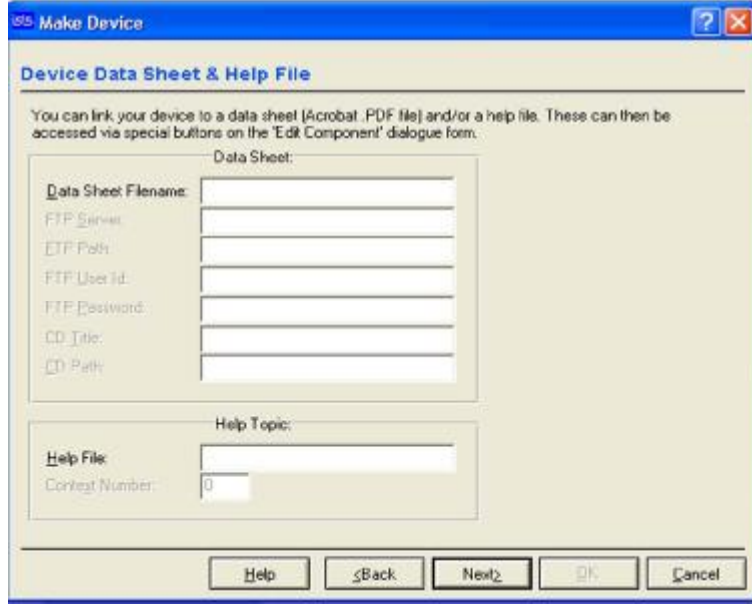 ISIS Make Device
Device Data Sheet & Help File
You can link your device to a data sheet (Acrobat .PDF file) and/or a help file. These can then be
accessed via special buttons on the 'Edit Component' dialogue form.
Data Sheet:
Data Sheet Filename:
FTP Server:
FTP Path:
FTP User Id:
FTP Password:
CD Title:
CD Path:
Help Topic:
Help File:
Context Number: 0
Help <Back Next> OK Cancel